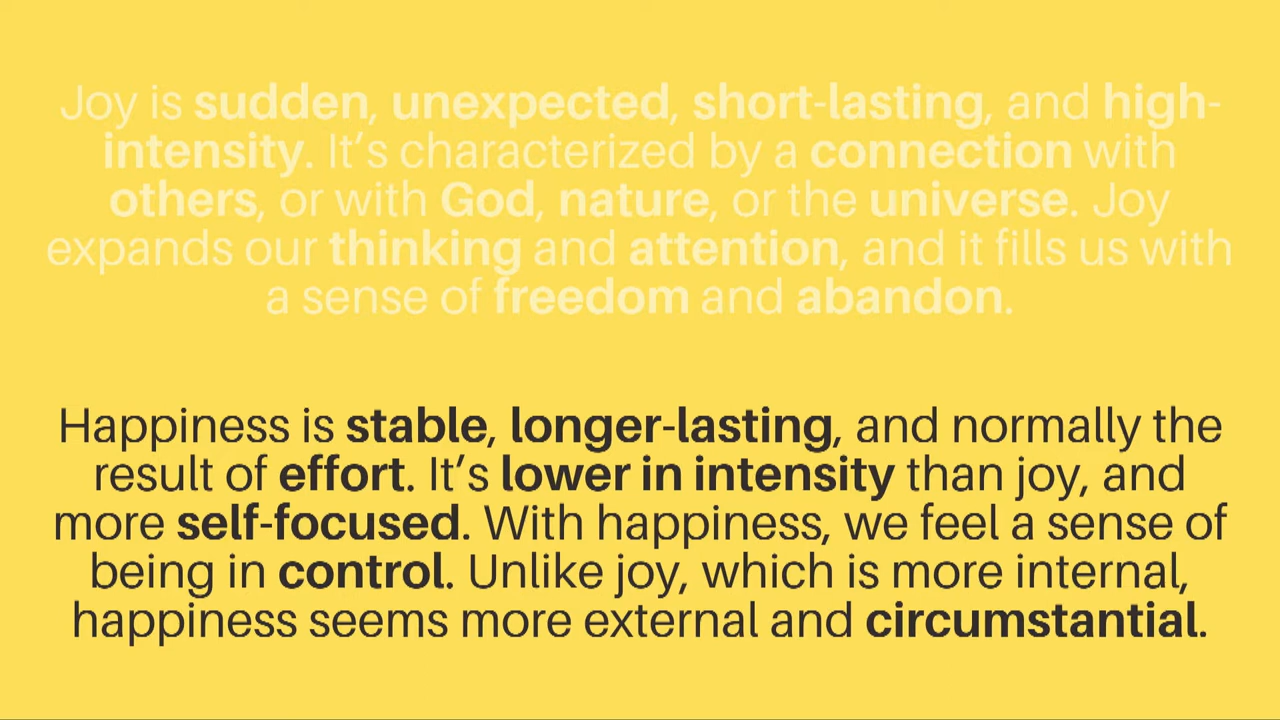 Joy is sudden, unexpected, short-lasting, and high-
intensity. It’s characterized by a connection with
others, or with God, nature, or the universe. Joy
expands our thinking and attention, and it fills us with
a sense of freedom and abandon.
Happiness is stable, longer-lasting, and normally the
result of effort. It’s lower in intensity than joy, and
more self-focused. With happiness, we feel a sense of
being in control. Unlike joy, which is more internal,
happiness seems more external and circumstantial.